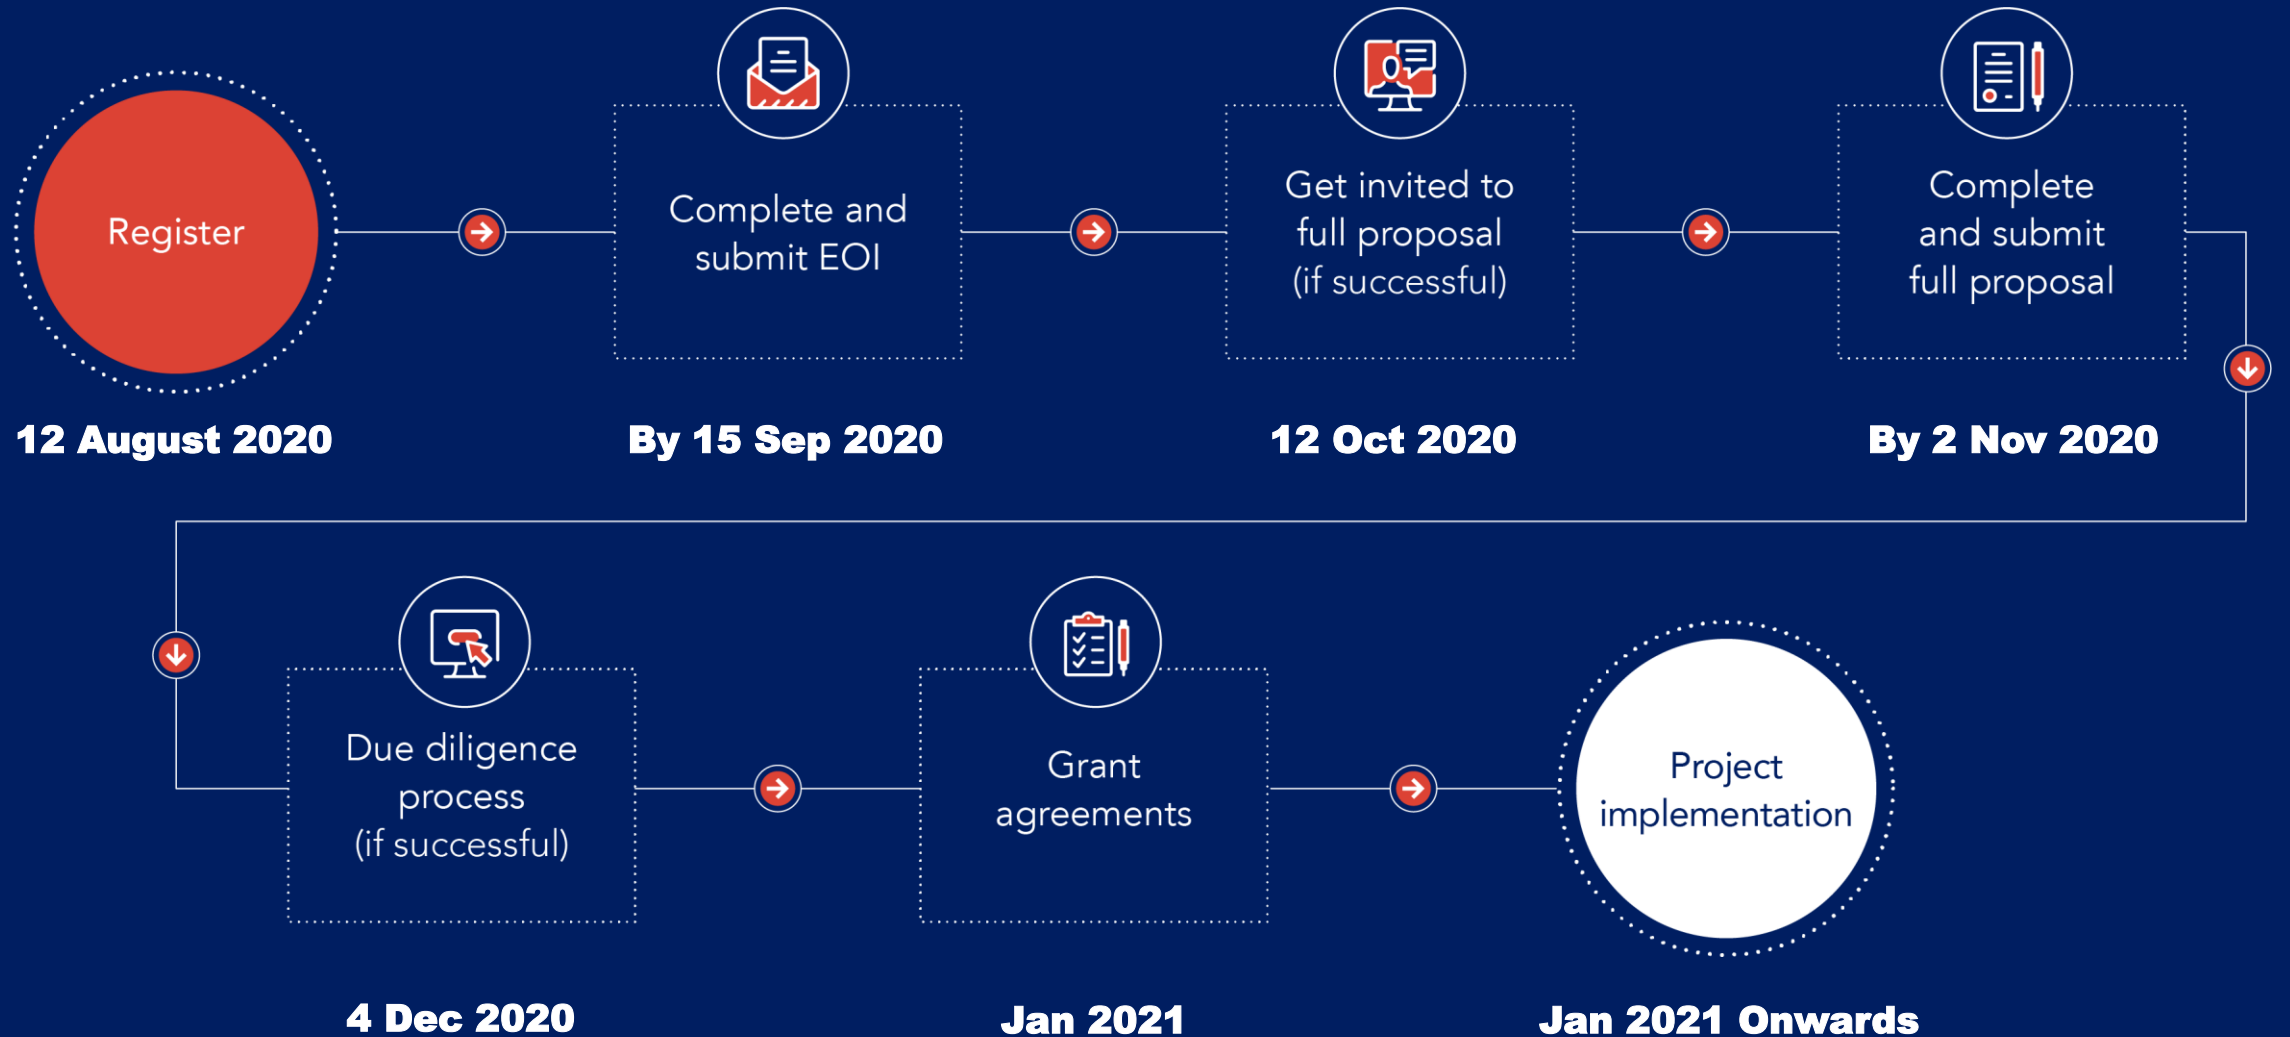 Register
Complete and
submit EOI
Get invited to
full proposal
(if successful)
Complete
and submit
full proposal
12 August 2020
By 15 Sep 2020
12 Oct 2020
By 2 Nov 2020
Due diligence
process
(if successful)
Grant
agreements
Project
implementation
4 Dec 2020
Jan 2021
Jan 2021 Onwards